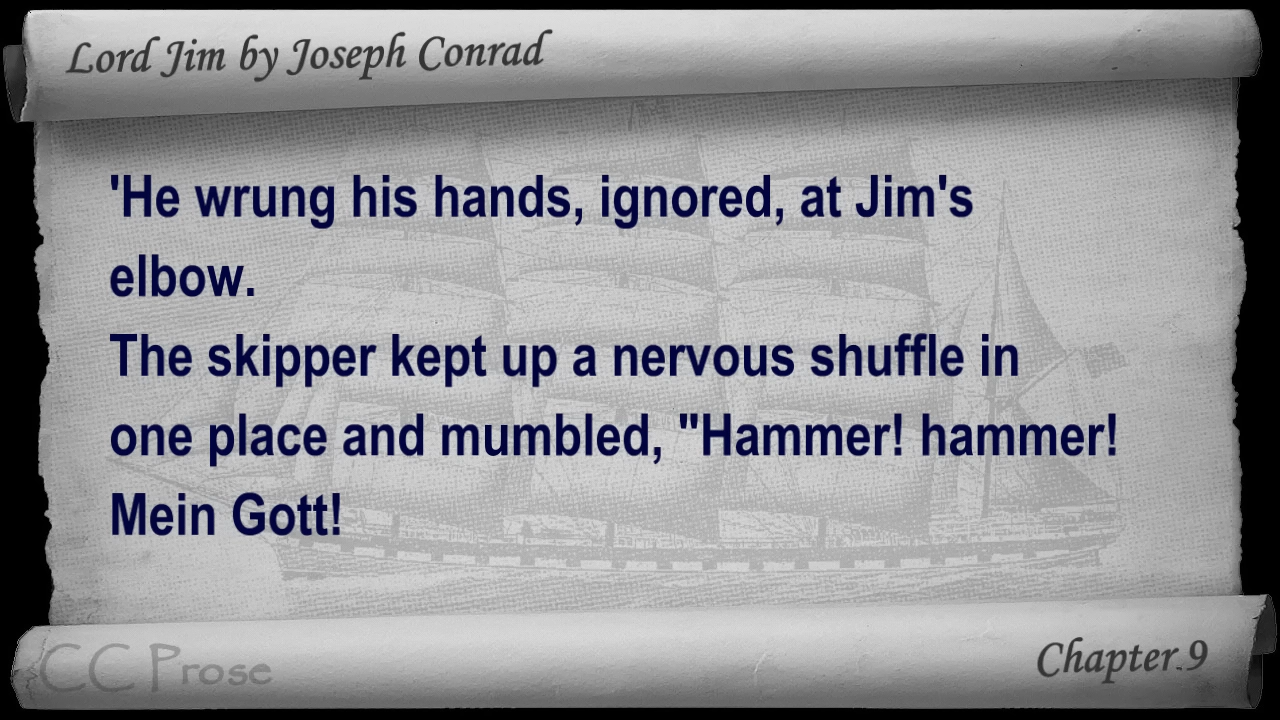 Lord Jim by Joseph Conrad
'He wrung his hands, ignored, at Jim's
elbow.
The skipper kept up a nervous shuffle in
one place and mumbled, "Hammer! hammer!
Mein Gott!
CC Prose
Chapter 9